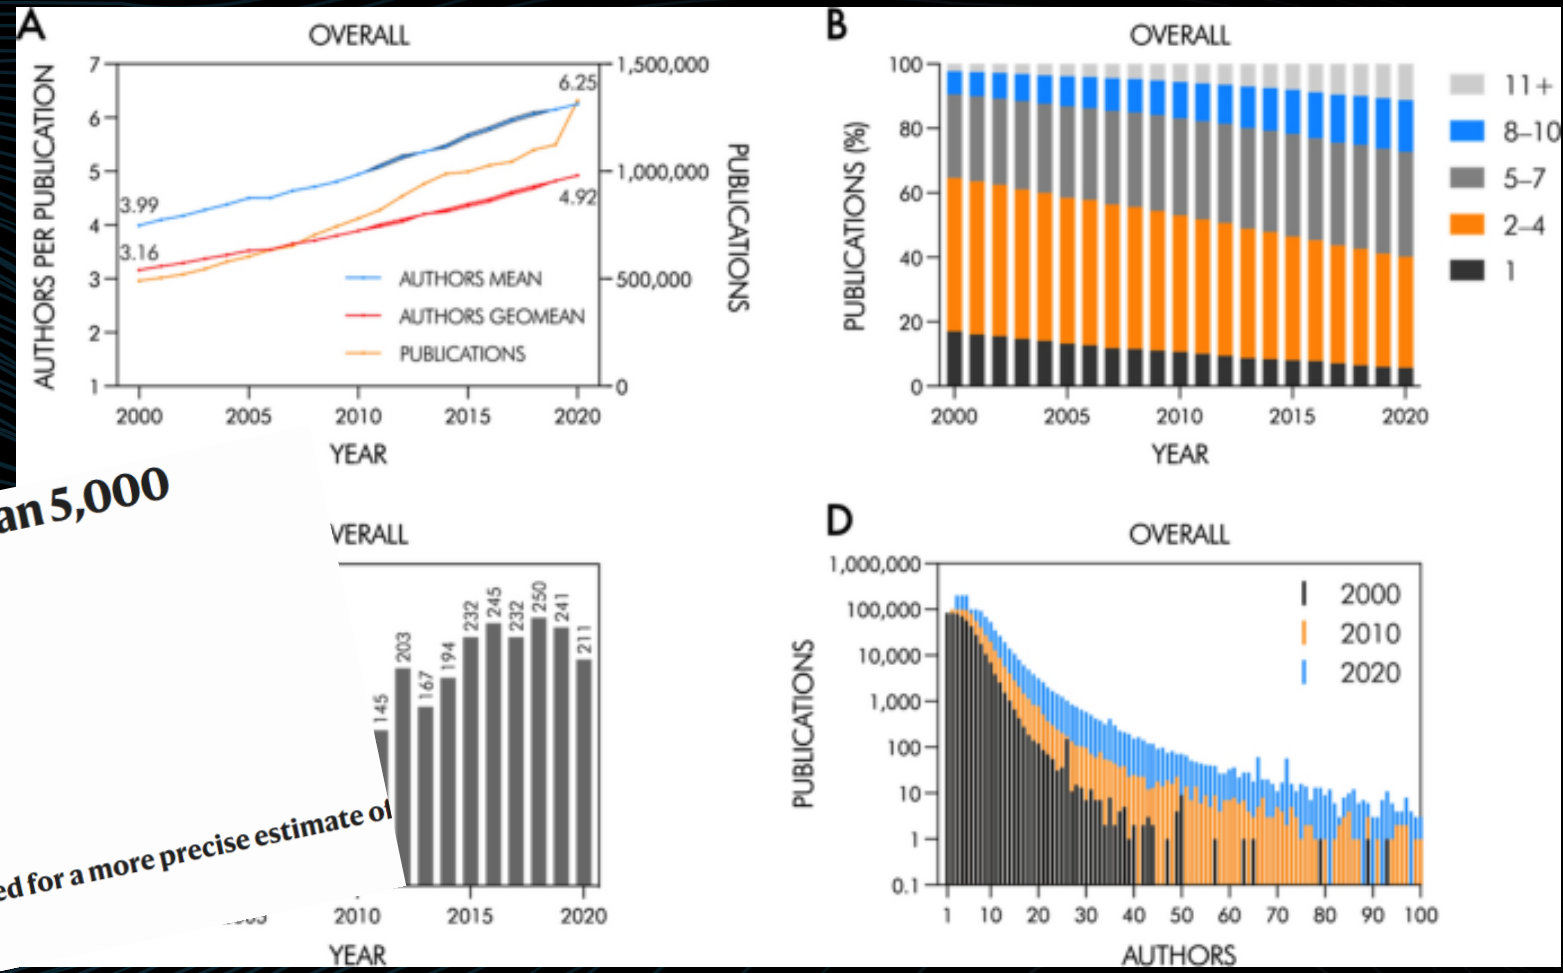 A
OVERALL
AUTHORS PER PUBLICATION
7
6
5
4
3
2
1
1,500,000
1,000,000
500,000
0
PUBLICATIONS
3.99
3.16
6.25
4.92
AUTHORS MEAN
AUTHORS GEOMEAN
PUBLICATIONS
2000 2005 2010 2015 2020
YEAR
B
OVERALL
PUBLICATIONS (%)
100
80
60
40
20
0
2000 2005 2010 2015 2020
YEAR
11+
8–10
5–7
2–4
1
an 5,000
ed for a more precise estimate of
VERALL
145
203
167
194
232
245
232
250
241
211
2010 2015 2020
YEAR
D
OVERALL
PUBLICATIONS
1,000,000
100,000
10,000
1,000
100
10
1
0.1
2000
2010
2020
1 10 20 30 40 50 60 70 80 90 100
AUTHORS